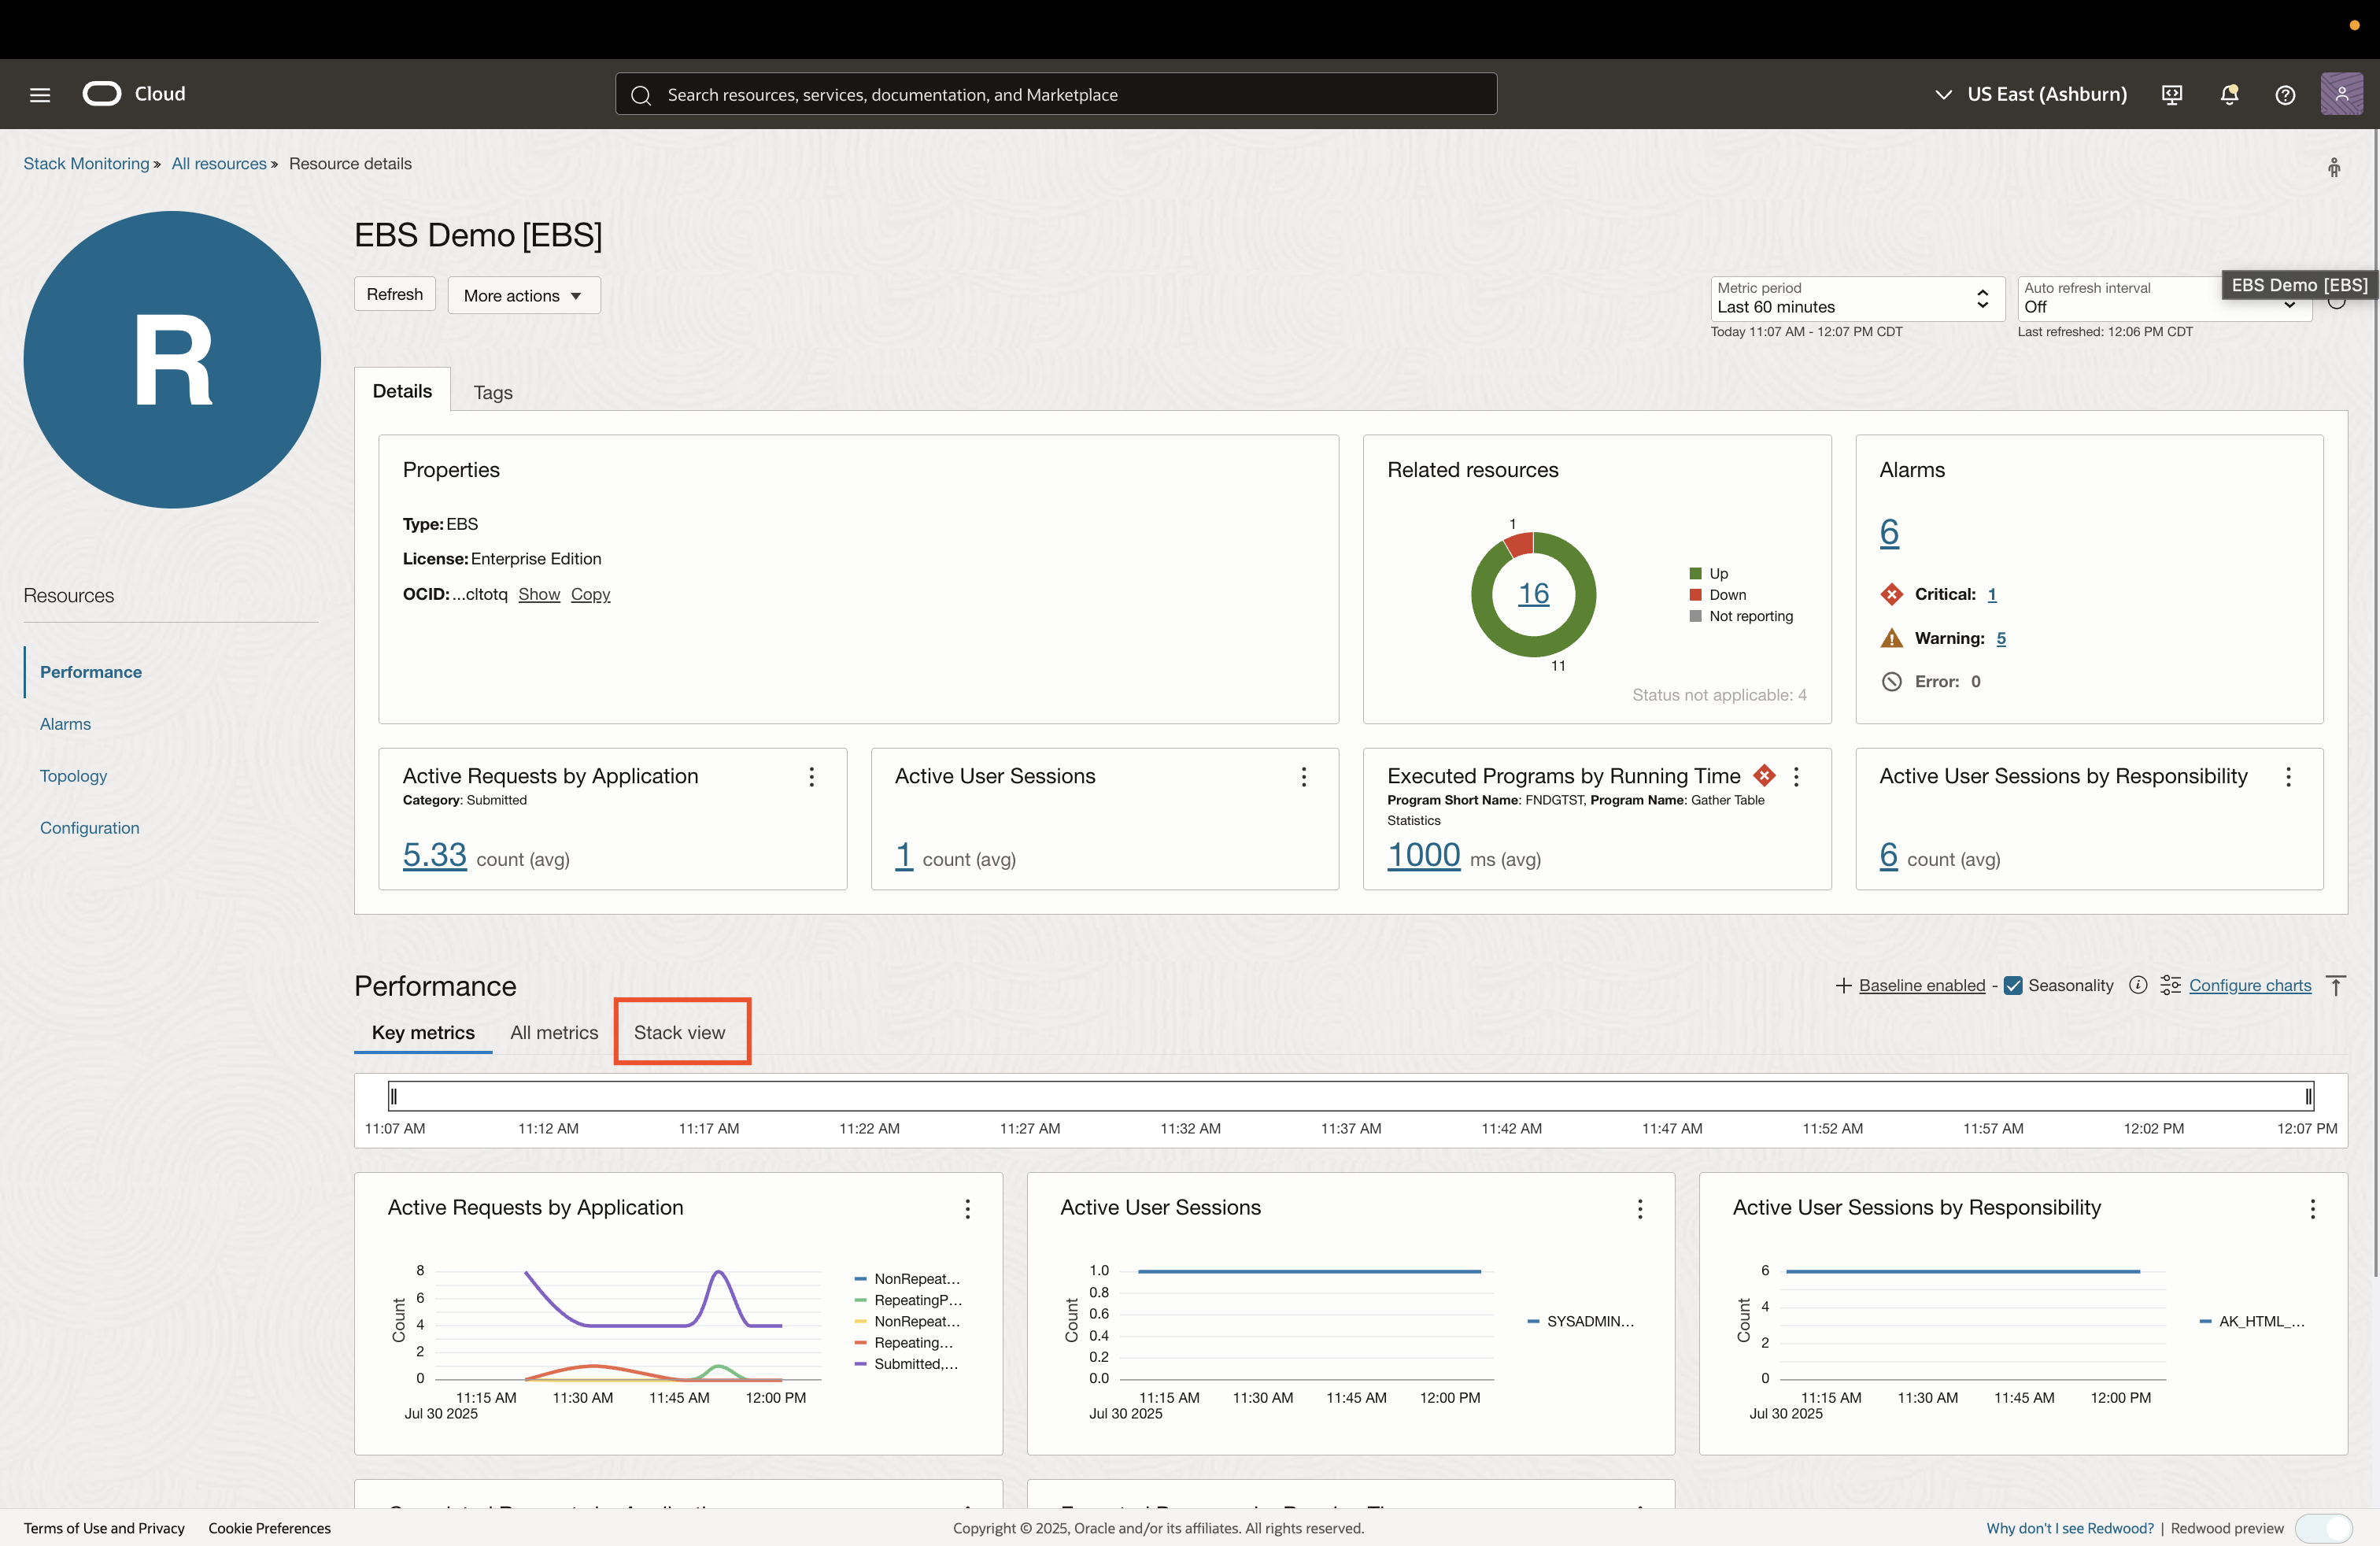 Cloud
Search resources, services, documentation, and Marketplace
US East (Ashburn)
Stack Monitoring » All resources » Resource details
R
EBS Demo [EBS]
Refresh
More actions
Metric period
Last 60 minutes
Today 11:07 AM - 12:07 PM CDT
Auto refresh interval
Off
Last refreshed: 12:06 PM CDT
EBS Demo [EBS]
Resources
Performance
Alarms
Topology
Configuration
Details
Tags
Properties
Type: EBS
License: Enterprise Edition
OCID: ...cltotq Show Copy
Related resources
1
16
11
Up
Down
Not reporting
Status not applicable: 4
Alarms
6
Critical: 1
Warning: 5
Error: 0
Active Requests by Application
Category: Submitted
5.33 count (avg)
Active User Sessions
1 count (avg)
Executed Programs by Running Time
Program Short Name: FNDGTST, Program Name: Gather Table
Statistics
1000 ms (avg)
Active User Sessions by Responsibility
6 count (avg)
Performance
Baseline enabled - Seasonality
Configure charts
Key metrics
All metrics
Stack view
11:07 AM 11:12 AM 11:17 AM 11:22 AM 11:27 AM 11:32 AM 11:37 AM 11:42 AM 11:47 AM 11:52 AM 11:57 AM 12:02 PM 12:07 PM
Active Requests by Application
Count
8
6
4
2
0
11:15 AM 11:30 AM 11:45 AM 12:00 PM
Jul 30 2025
NonRepeat...
RepeatingP...
NonRepeat...
Repeating...
Submitted,...
Active User Sessions
Count
1.0
0.8
0.6
0.4
0.2
0.0
11:15 AM 11:30 AM 11:45 AM 12:00 PM
Jul 30 2025
SYSADMIN...
Active User Sessions by Responsibility
Count
6
4
2
0
11:15 AM 11:30 AM 11:45 AM 12:00 PM
Jul 30 2025
AK_HTML_...
Terms of Use and Privacy
Cookie Preferences
Copyright © 2025, Oracle and/or its affiliates. All rights reserved.
Why don't I see Redwood? | Redwood preview